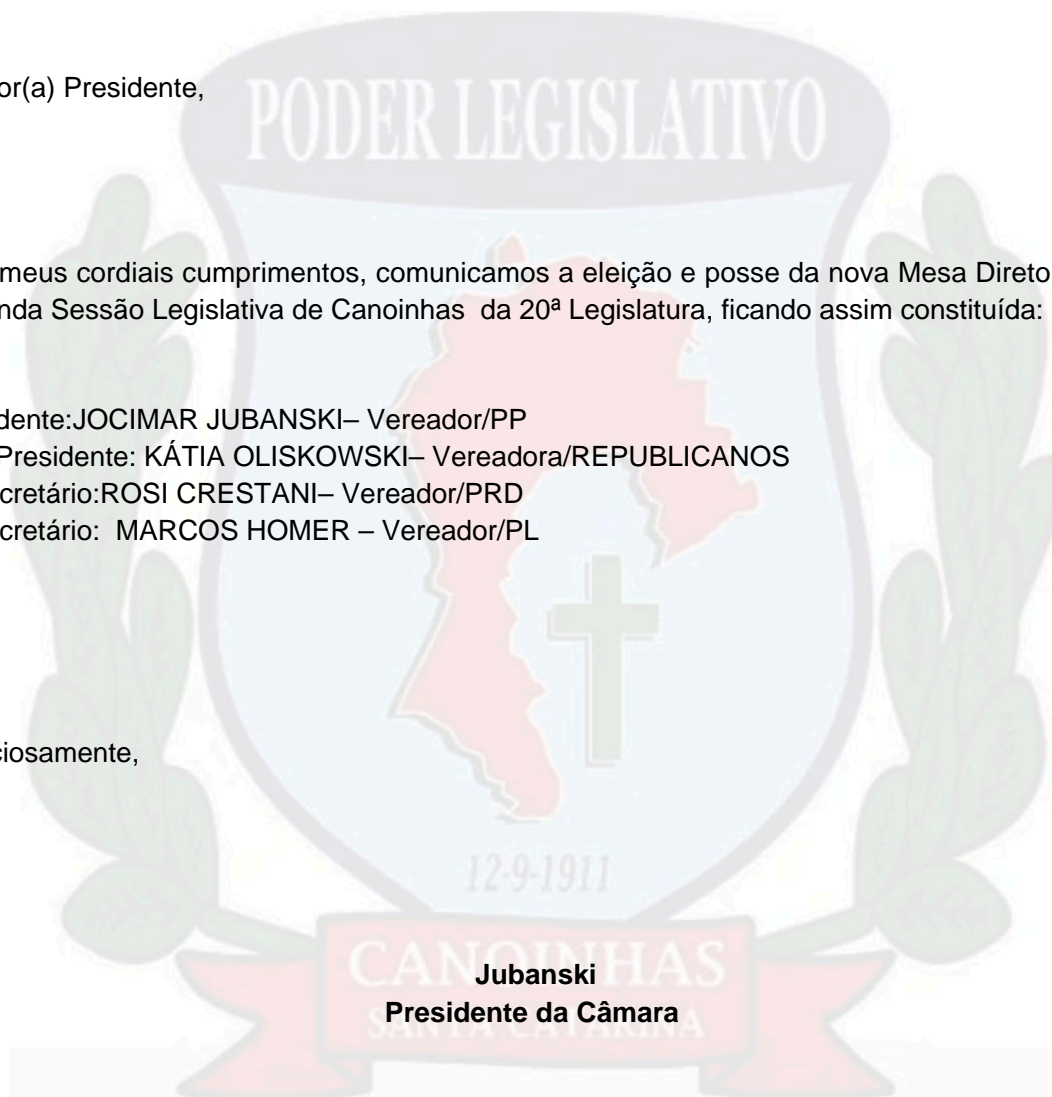 or(a) Presidente,
PODER LEGISLATIVO
meus cordiais cumprimentos, comunicamos a eleição e posse da nova Mesa Direto
nda Sessão Legislativa de Canoinhas  da 20ª Legislatura, ficando assim constituída:
dente:JOCIMAR JUBANSKI– Vereador/PP
Presidente: KÁTIA OLISKOWSKI– Vereadora/REPUBLICANOS
cretário:ROSI CRESTANI– Vereador/PRD
cretário:  MARCOS HOMER – Vereador/PL
ciosamente,
12-9-1911
CANOINHAS
Jubanski
Presidente da Câmara
SANTA CATARINA